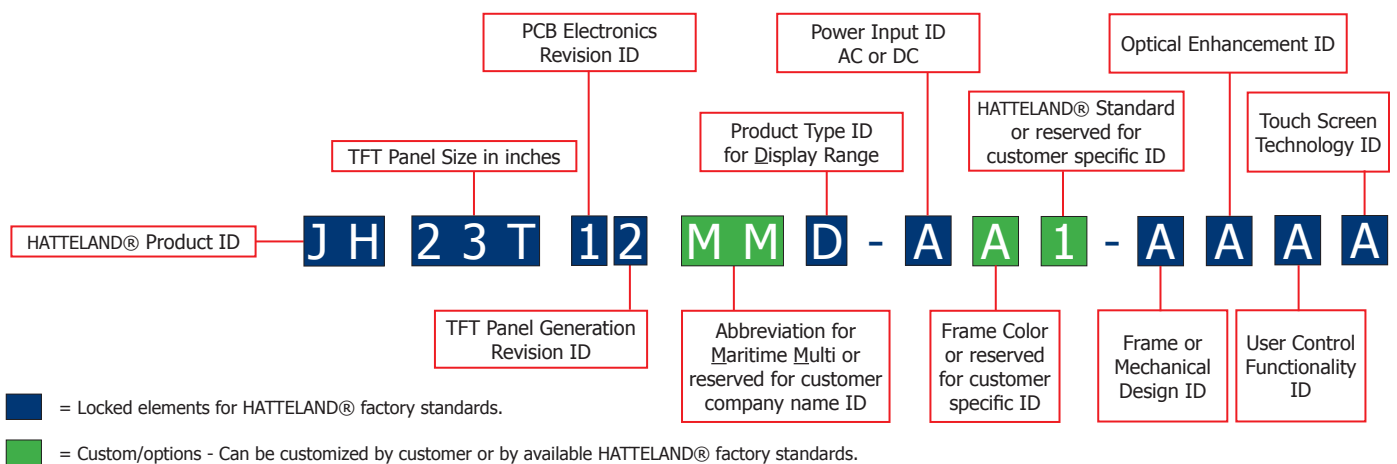 PCB Electronics
Revision ID
Power Input ID
AC or DC
Optical Enhancement ID
HATTELAND® Standard
or reserved for
customer specific ID
Touch Screen
Technology ID
Product Type ID
for Display Range
TFT Panel Size in inches
HATTELAND® Product ID
J H 2 3 T 1 2 M M D - A A 1 - A A A A
TFT Panel Generation
Revision ID
Abbreviation for
Maritime Multi or
reserved for customer
company name ID
Frame Color
or reserved
for customer
specific ID
Frame or
Mechanical
Design ID
User Control
Functionality
ID
= Locked elements for HATTELAND® factory standards.
= Custom/options - Can be customized by customer or by available HATTELAND® factory standards.